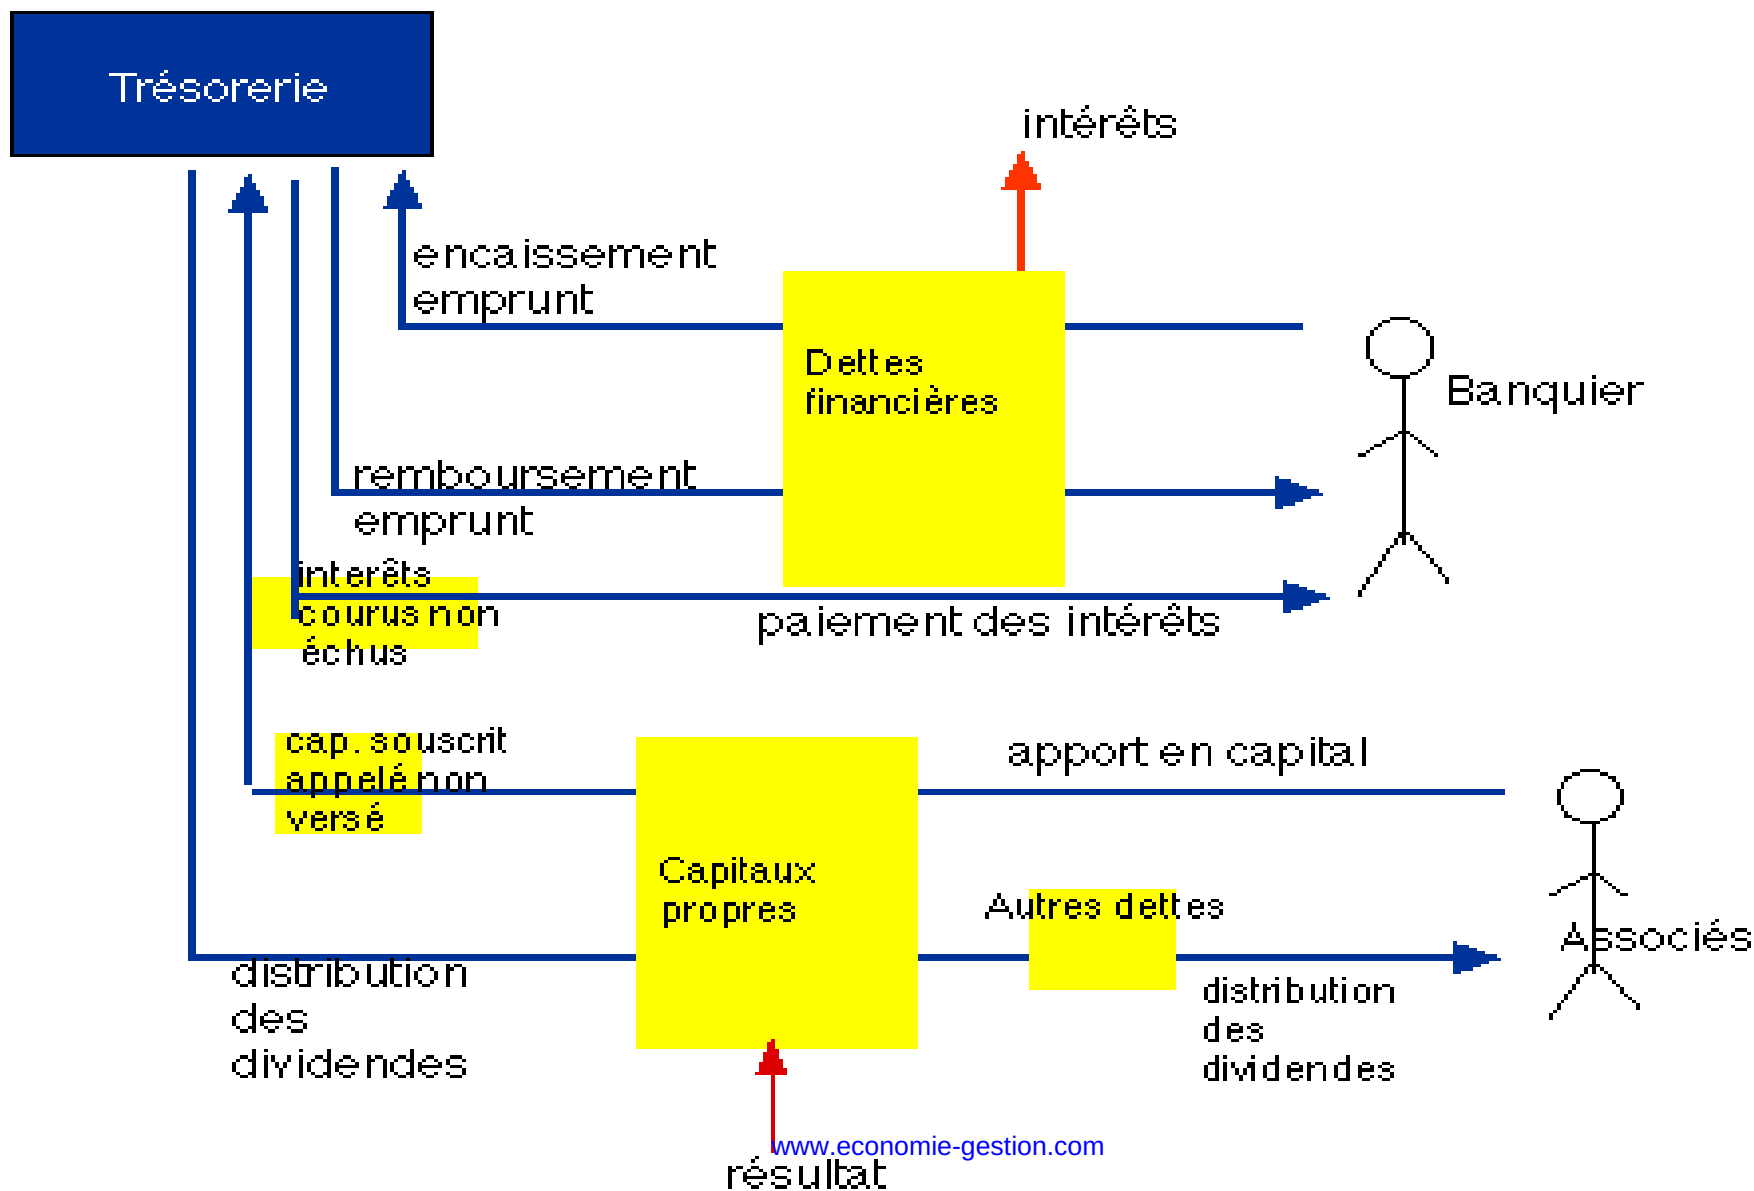 Trésorerie
intérêts
encaissement
emprunt
Dettes
financières
Banquier
remboursement
emprunt
interêts
courus non
échus
paiement des intérêts
cap. souscrit
appelé non
versé
apport en capital
Capitaux
propres
Autres dettes
Associés
distribution
des
dividendes
distribution
des
dividendes
www.economie-gestion.com
résultat